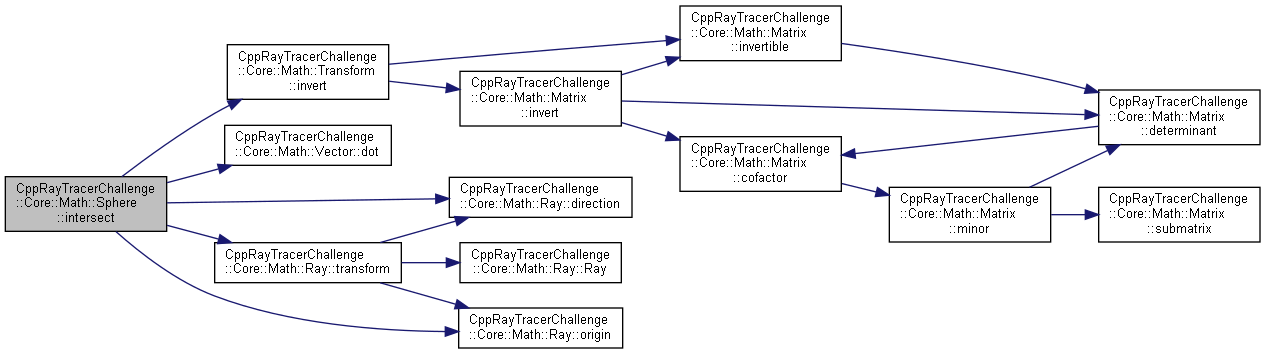 CppRayTracerChallenge
::Core::Math::Sphere
::intersect
CppRayTracerChallenge
::Core::Math::Transform
::invert
CppRayTracerChallenge
::Core::Math::Vector::dot
CppRayTracerChallenge
::Core::Math::Ray::transform
CppRayTracerChallenge
::Core::Math::Matrix
::invert
CppRayTracerChallenge
::Core::Math::Ray::direction
CppRayTracerChallenge
::Core::Math::Ray::Ray
CppRayTracerChallenge
::Core::Math::Ray::origin
CppRayTracerChallenge
::Core::Math::Matrix
::invertible
CppRayTracerChallenge
::Core::Math::Matrix
::cofactor
CppRayTracerChallenge
::Core::Math::Matrix
::minor
CppRayTracerChallenge
::Core::Math::Matrix
::determinant
CppRayTracerChallenge
::Core::Math::Matrix
::submatrix